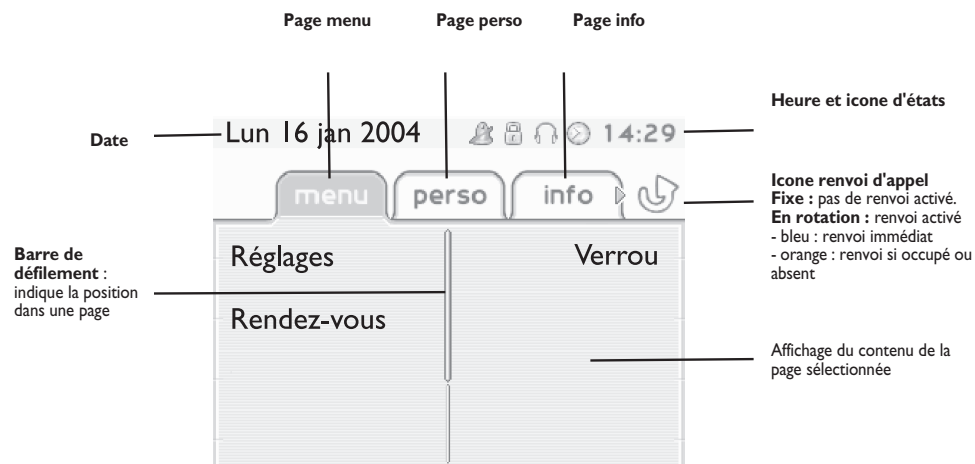 Page menu
Page perso
Page info
Heure et icone d'états
Date
Lun 16 jan 2004
14:29
menu
perso
info
Icone renvoi d'appel
Fixe : pas de renvoi activé.
En rotation : renvoi activé
- bleu : renvoi immédiat
- orange : renvoi si occupé ou
absent
Barre de
défilement :
indique la position
dans une page
Réglages
Verrou
Rendez-vous
Affichage du contenu de la
page sélectionnée